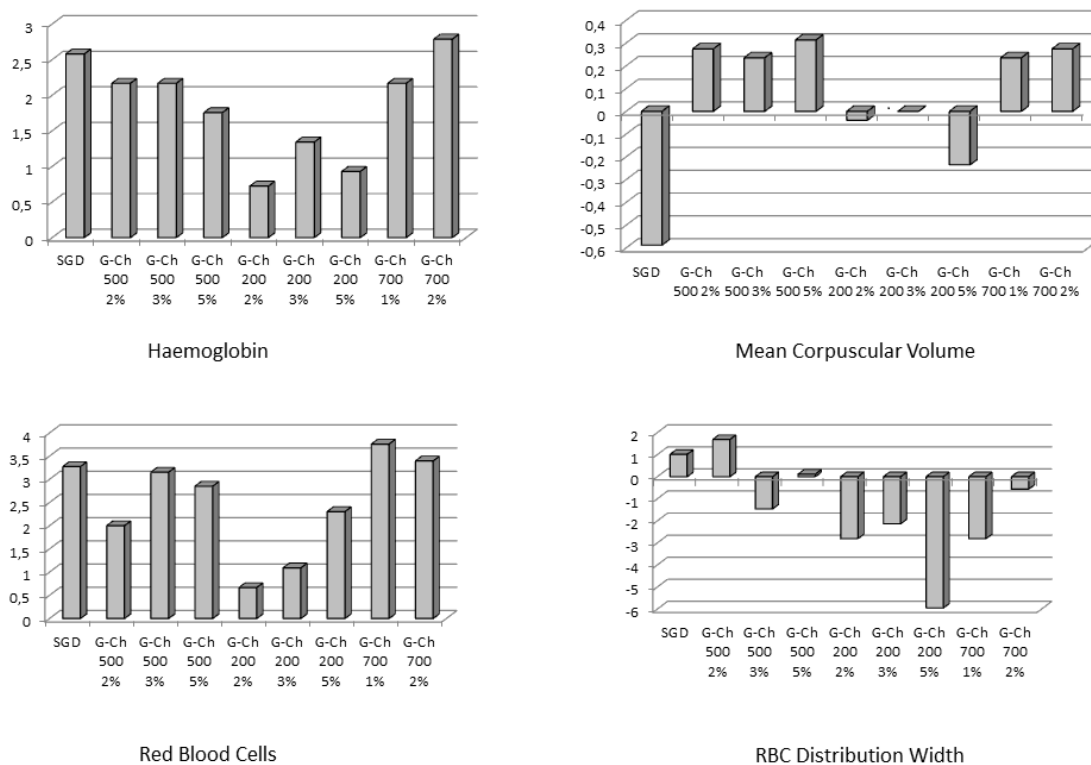 3
2,5
2
1,5
1
0,5
0
SGD G-Ch G-Ch G-Ch G-Ch G-Ch G-Ch G-Ch G-Ch
500 500 500 200 200 200 700 700
2% 3% 5% 2% 3% 5% 1% 2%
Haemoglobin
0,4
0,3
0,2
0,1
0
-0,1
-0,2
-0,3
-0,4
-0,5
-0,6
SGD G-Ch G-Ch G-Ch G-Ch G-Ch G-Ch G-Ch G-Ch
500 2% 500 3% 500 5% 200 2% 200 3% 200 5% 700 1% 700 2%
Mean Corpuscular Volume
4
3,5
3
2,5
2
1,5
1
0,5
0
SGD G-Ch G-Ch G-Ch G-Ch G-Ch G-Ch G-Ch G-Ch
500 500 500 200 200 200 700 700
2% 3% 5% 2% 3% 5% 1% 2%
Red Blood Cells
2
1
0
-1
-2
-3
-4
-5
-6
SGD G-Ch G-Ch G-Ch G-Ch G-Ch G-Ch G-Ch G-Ch
500 500 500 200 200 200 700 700
2% 3% 5% 2% 3% 5% 1% 2%
RBC Distribution Width